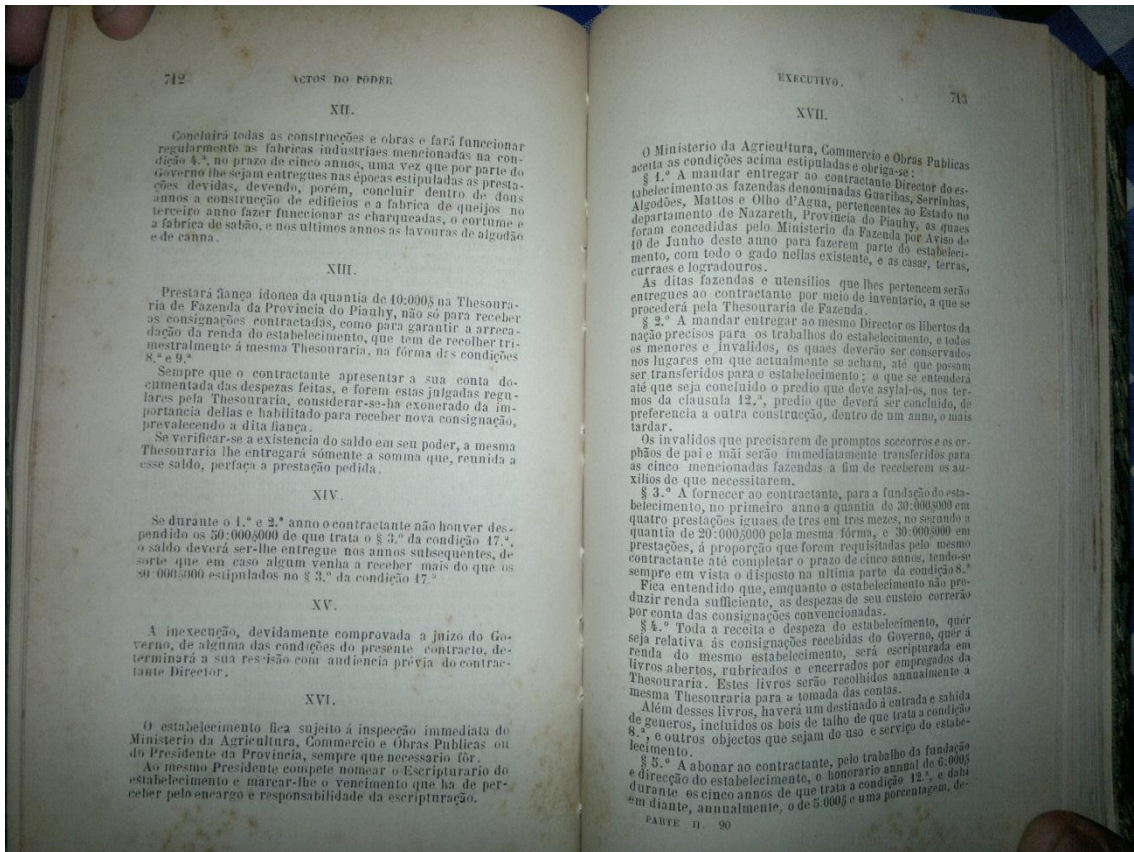 712
ACTOS DO PODER
XII.
Concluirá todas as construcções e obras e fará funccionar
regularmente as fabricas industriaes mencionadas na con-
dição 4.ª, no prazo de cinco annos, uma vez que por parte do
Governo lhe sejam entregues nas épocas estipuladas as presta-
ções devidas, devendo, porém, concluir dentro de dous
annos a construcção de edificios e a fabrica de queijos no
terceiro anno fazer funccionar as charqueadas, o cortume e
a fabrica de sabão, e nos ultimos annos as lavouras de algodão
e de canna.
XIII.
Prestará fiança idonea da quantia de 10:000$ na Thesoura-
ria de Fazenda da Provincia do Piauhy, não só para receber
as consignações contractadas, como para garantir a arreca-
dação da renda do estabelecimento, que tem de recolher tri-
mestralmente á mesma Thesouraria, na fórma das condições
8.ª e 9.ª
Sempre que o contractante apresentar a sua conta do-
cumentada das despezas feitas, e forem estas julgadas regu-
lares pela Thesouraria, considerar-se-ha exonerado da im-
portancia dellas e habilitado para receber nova consignação,
prevalecendo a dita fiança.
Se verificar-se a existencia do saldo em seu poder, a mesma
Thesouraria lhe entregará sómente a somma que, reunida a
esse saldo, perfaça a prestação pedida.
XIV.
Se durante o 1.º e 2.º anno o contractante não houver des-
pendido os 50:000$000 de que trata o § 3.º da condição 17.ª,
o saldo deverá ser-lhe entregue nos annos subsequentes, de
sorte que em caso algum venha a receber mais do que os
80:000$000 estipulados no § 3.º da condição 17.ª
XV.
A inexecução, devidamente comprovada a juizo do Go-
verno, de alguma das condições do presente contracto, de-
terminará a sua rescisão com audiencia prévia do contrac-
tante Director.
XVI.
O estabelecimento fica sujeito á inspecção immediata do
Ministerio da Agricultura, Commercio e Obras Publicas ou
do Presidente da Provincia, sempre que necessario fôr.
Ao mesmo Presidente compete nomear o Escripturario do
estabelecimento e marcar-lhe o vencimento que ha de per-
ceber pelo encargo e responsabilidade da escripturação.
EXECUTIVO.
713
XVII.
O Ministerio da Agricultura, Commercio e Obras Publicas
aceita as condições acima estipuladas e obriga-se:
§ 1.º A mandar entregar ao contractante Director do es-
tabelecimento as fazendas denominadas Guaribas, Serrinhas,
Algodões, Mattos e Olho d'Agua, pertencentes ao Estado no
departamento de Nazareth, Provincia do Piauhy, as quaes
foram concedidas pelo Ministerio da Fazenda por Aviso de
10 de Junho deste anno para fazerem parte do estabeleci-
mento, com todo o gado nellas existente, e as casas, terras,
curraes e logradouros.
As ditas fazendas e utensilios que lhes pertencem serão
entregues ao contractante por meio de inventario, a que se
procederá pela Thesouraria de Fazenda.
§ 2.º A mandar entregar ao mesmo Director os libertos da
nação precisos para os trabalhos do estabelecimento, e todos
os menores e invalidos, os quaes deverão ser conservados
nos lugares em que actualmente se acham, até que possam
ser transferidos para o estabelecimento; o que se entenderá
até que seja concluido o predio que deve asylal-os, nos ter-
mos da clausula 12.ª, predio que deverá ser concluido, de
preferencia a outra construcção, dentro de um anno, o mais
tardar.
Os invalidos que precisarem de promptos soccorros e os or-
phãos de pai e mãi serão immediatamente transferidos para
as cinco mencionadas fazendas a fim de receberem os au-
xilios de que necessitarem.
§ 3.º A fornecer ao contractante, para a fundação do esta-
belecimento, no primeiro anno a quantia de 30:000$000 em
quatro prestações iguaes de tres em tres mezes, no segundo a
quantia de 20:000$000 pela mesma fórma, e 30:000$000 em
prestações, á proporção que forem requisitadas pelo mesmo
contractante até completar o prazo de cinco annos, tendo-se
sempre em vista o disposto na ultima parte da condição 8.ª
Fica entendido que, emquanto o estabelecimento não pro-
duzir renda sufficiente, as despezas de seu custeio correrão
por conta das consignações convencionadas.
§ 4.º Toda a receita e despeza do estabelecimento, quér
seja relativa ás consignações recebidas do Governo, quér á
renda do mesmo estabelecimento, será escripturada em
livros abertos, rubricados e encerrados por empregados da
Thesouraria. Estes livros serão recolhidos annualmente á
mesma Thesouraria para a tomada das contas.
Além desses livros, haverá um destinado á entrada e sahida
de generos, incluidos os bois de talho de que trata a condição
8.ª, e outros objectos que sejam do uso e serviço do estabe-
lecimento.
§ 5.º A abonar ao contractante, pelo trabalho da fundação
e direcção do estabelecimento, o honorario annual de 6:000$
durante os cinco annos de que trata a condição 12.ª, e dahi
em diante, annualmente, o de 5:000$ e uma porcentagem, de-
PARTE II. 90